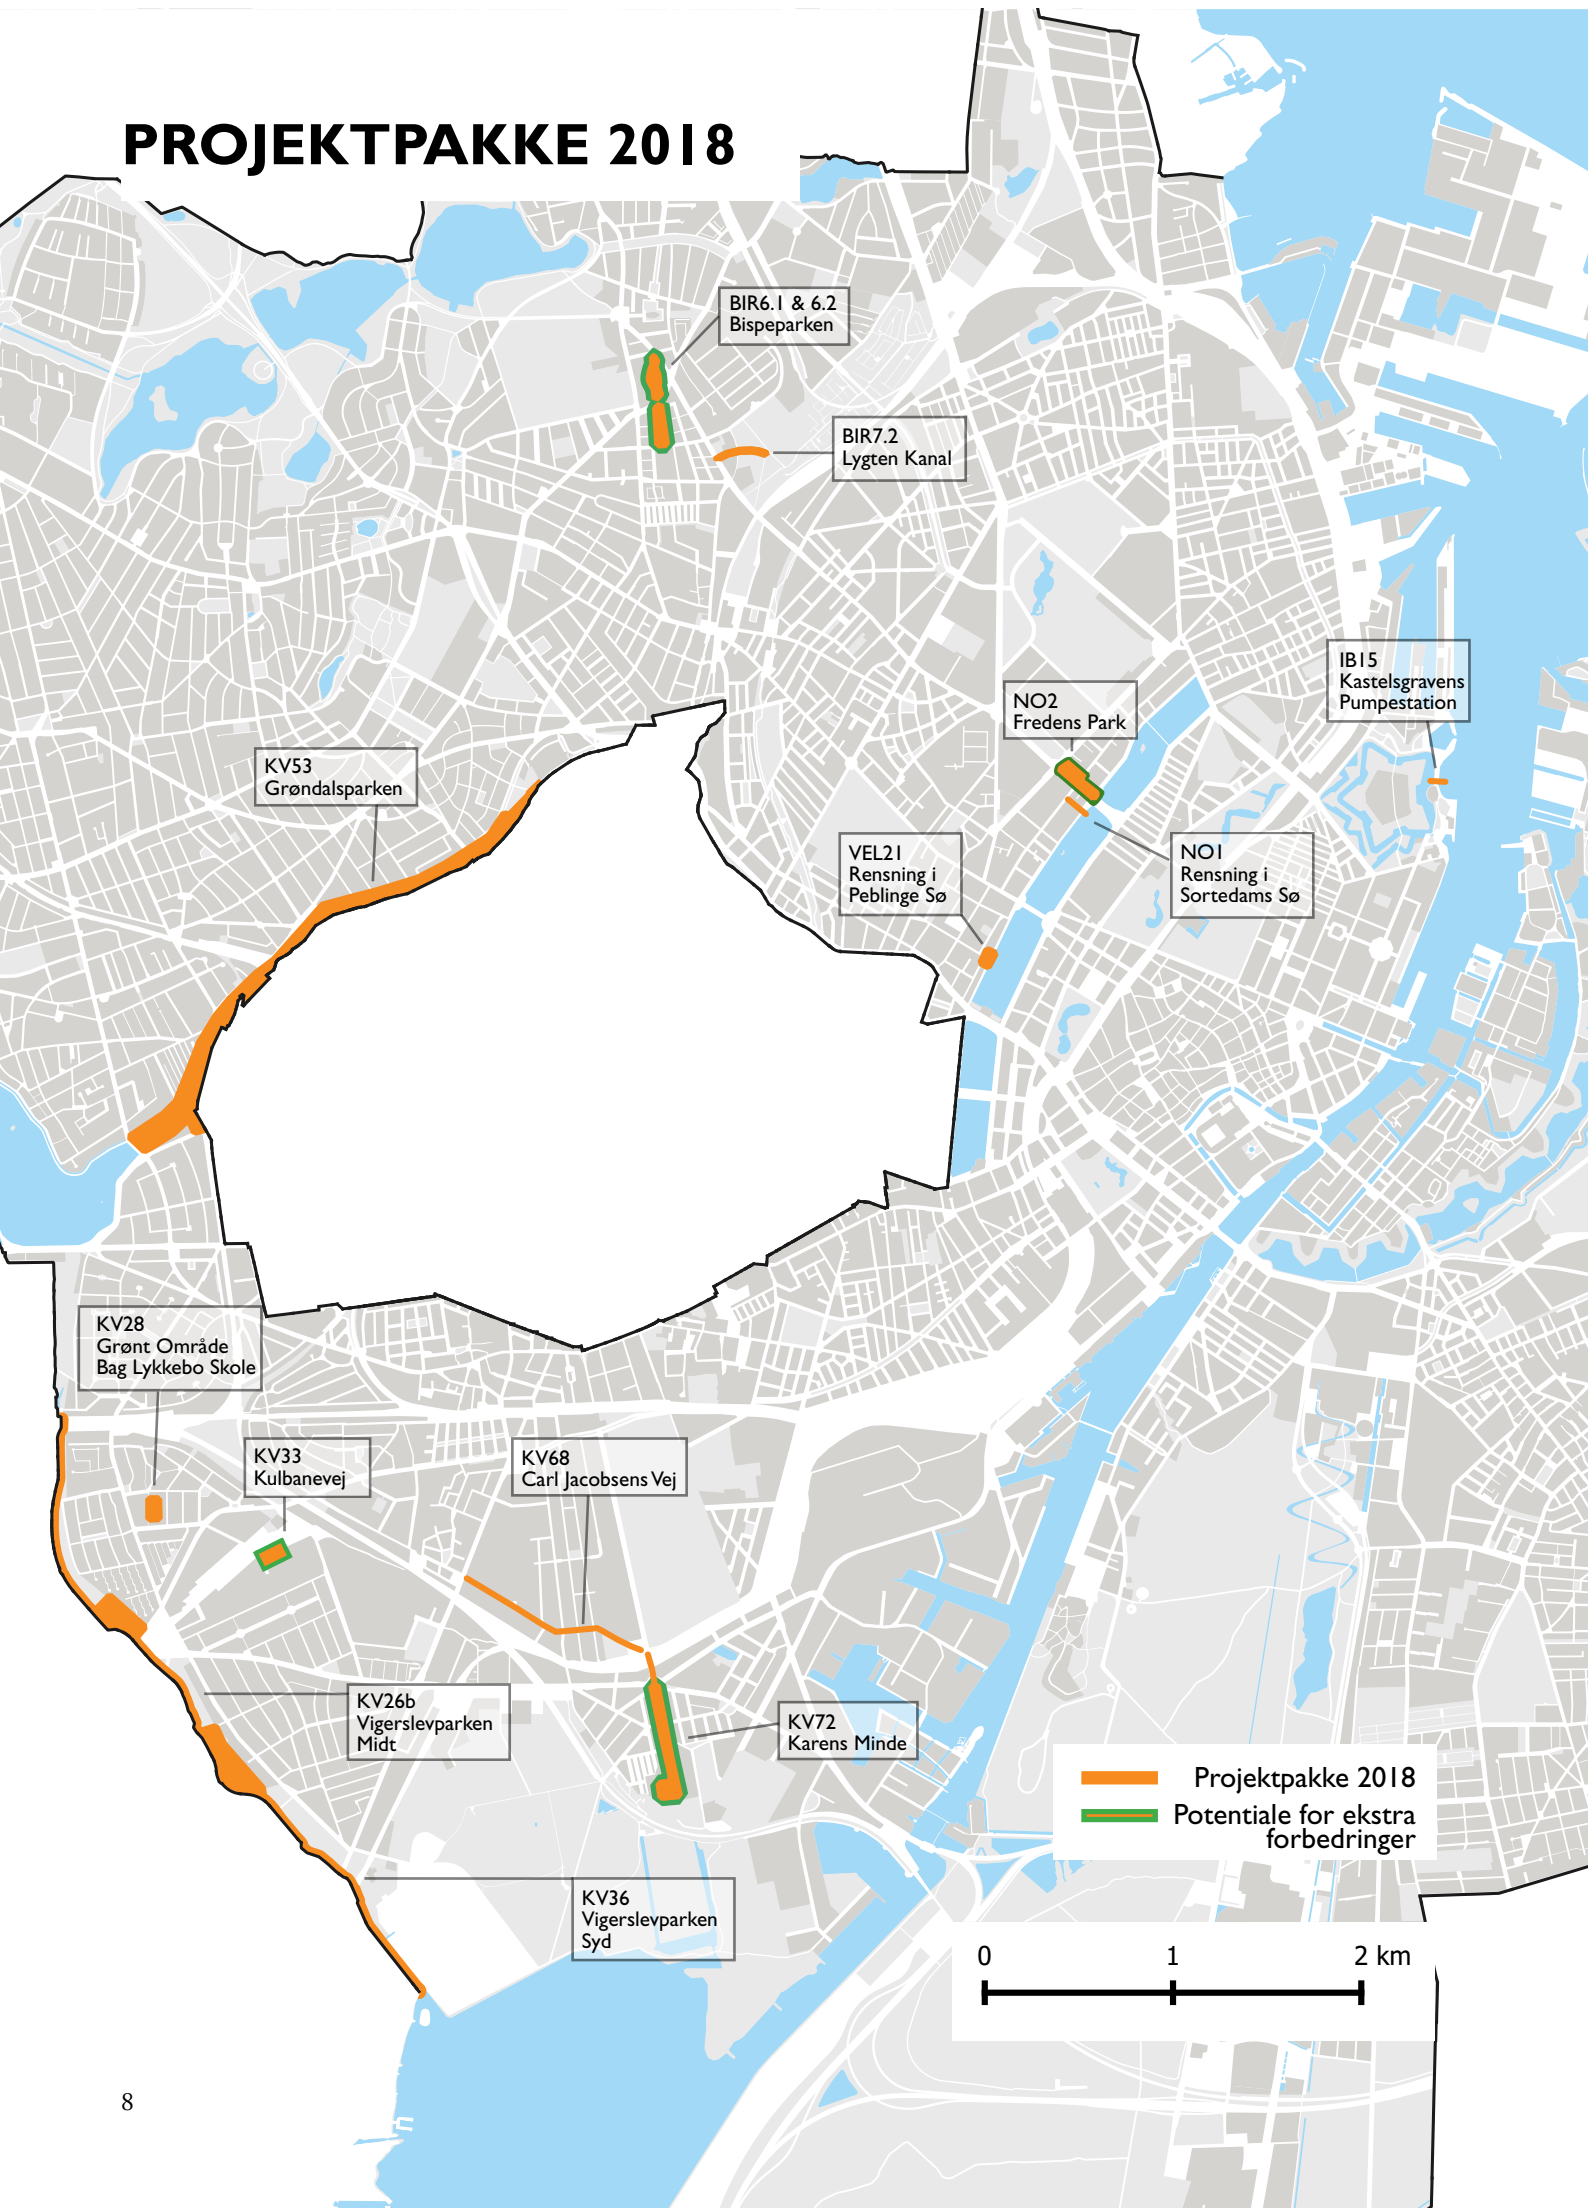 PROJEKTPAKKE 2018
BIR6.1 & 6.2
Bispeparken
BIR7.2
Lygten Kanal
IB15
Kastelsgravens
Pumpestation
NO2
Fredens Park
KV53
Grøndalsparken
VEL21
Rensning i
Peblinge Sø
NO1
Rensning i
Sortedams Sø
KV28
Grønt Område
Bag Lykkebo Skole
KV33
Kulbanevej
KV68
Carl Jacobsens Vej
KV26b
Vigerslevparken
Midt
KV72
Karens Minde
Projektpakke 2018
Potentiale for ekstra
forbedringer
KV36
Vigerslevparken
Syd
0 1 2 km
8